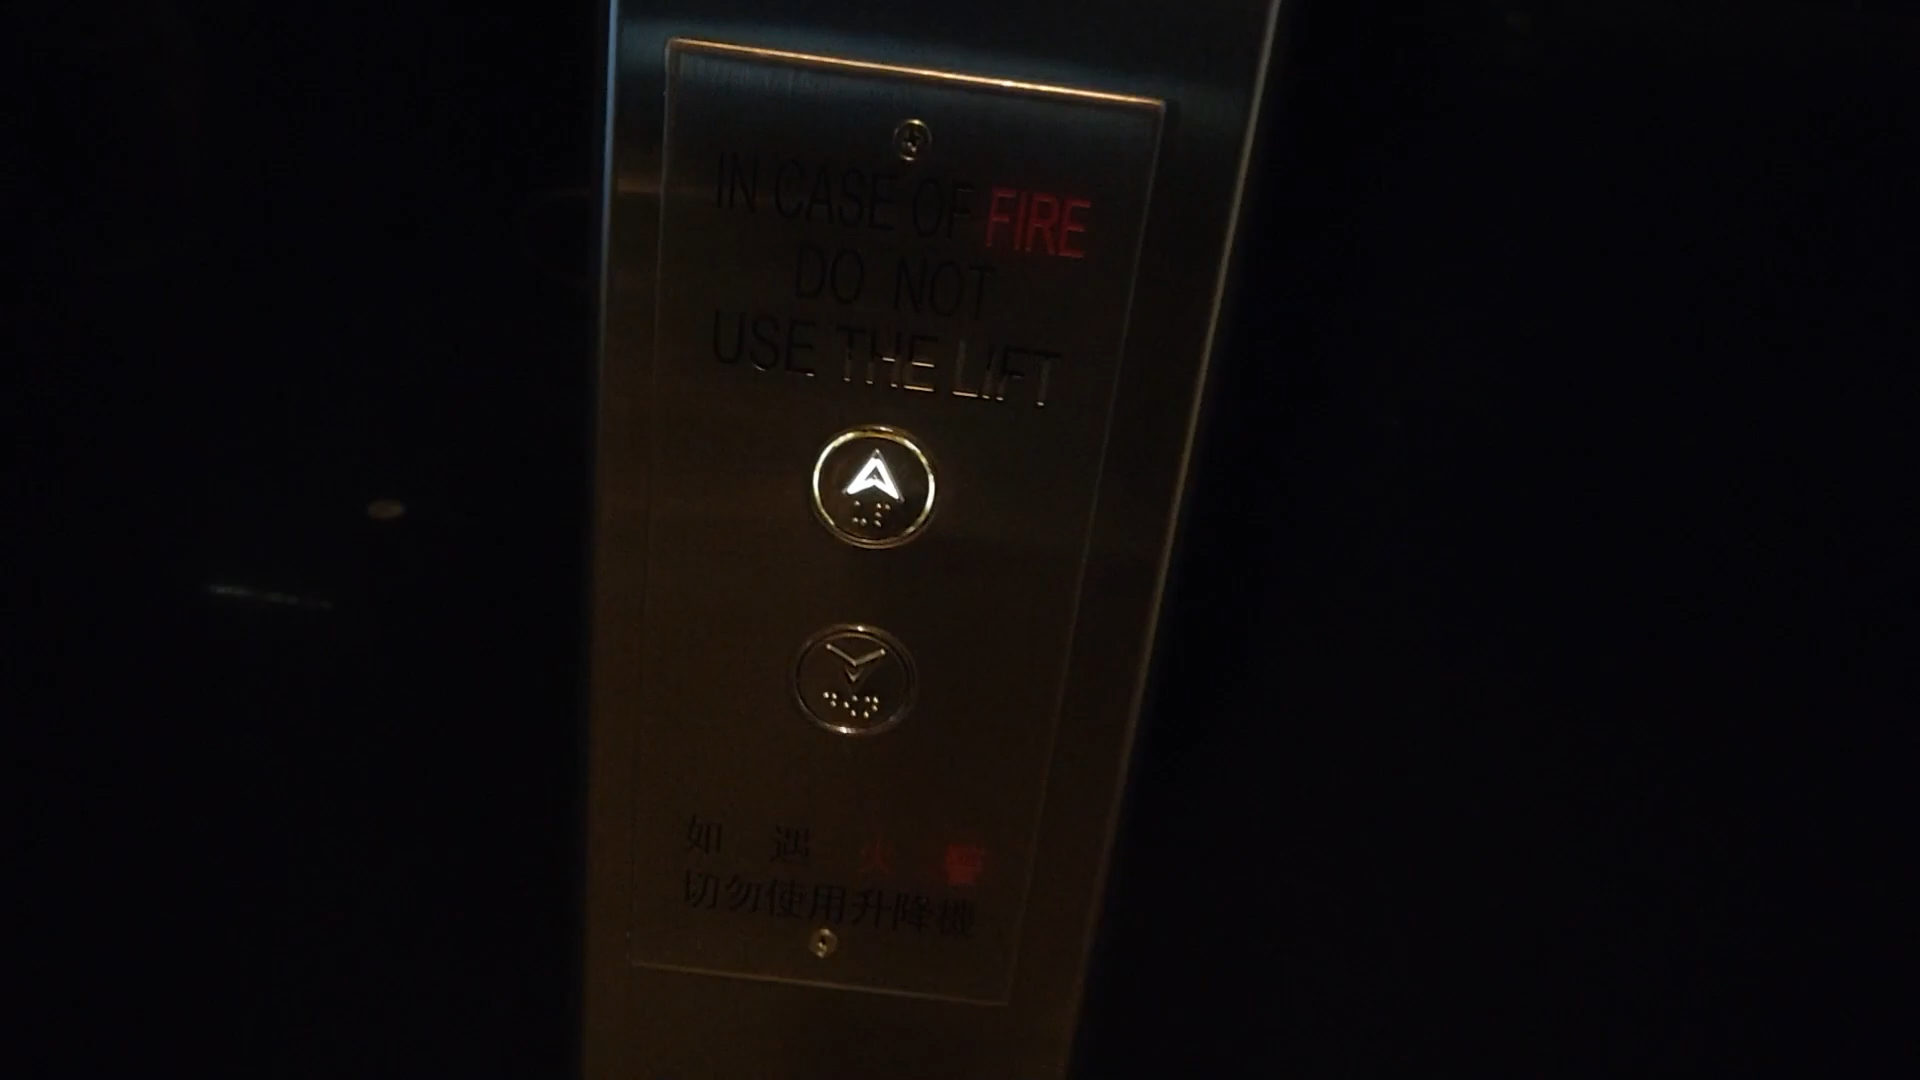 IN CASE OF FIRE
DO NOT
USE THE LIFT
如 遇 火 警
切勿使用升降機